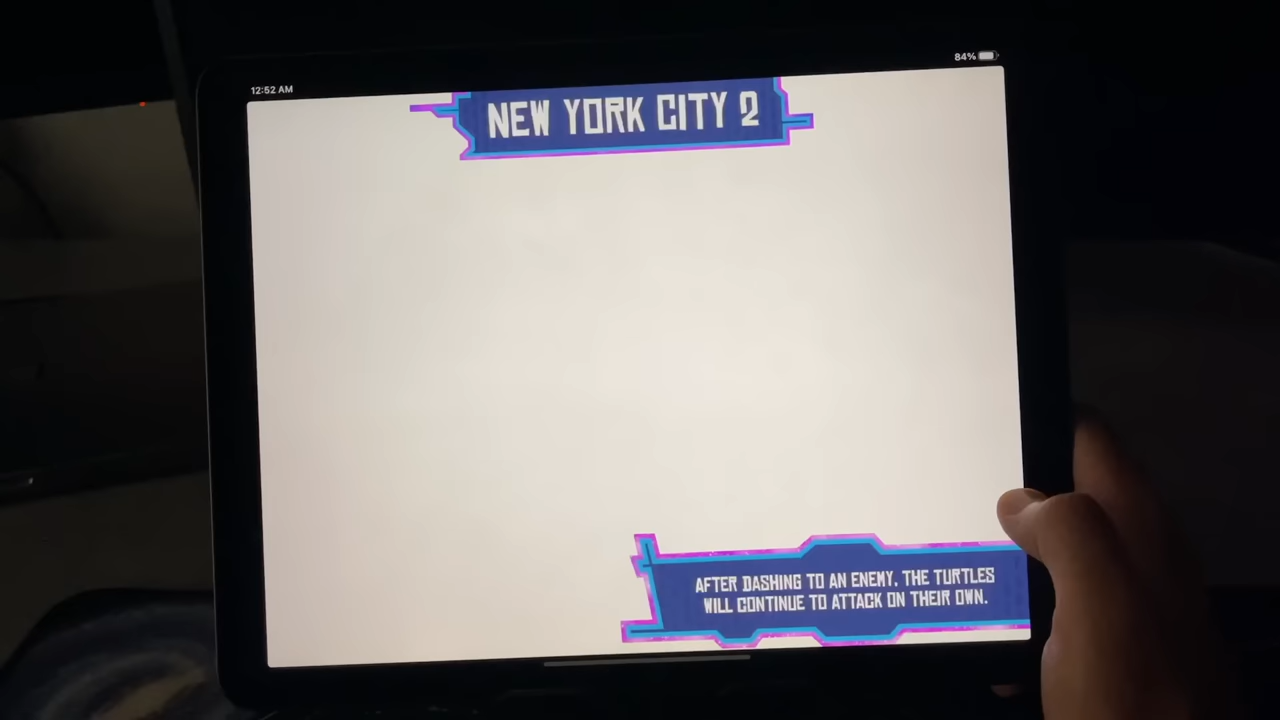 12:52 AM
84%
NEW YORK CITY 2
AFTER DASHING TO AN ENEMY, THE TURTLES
WILL CONTINUE TO ATTACK ON THEIR OWN.